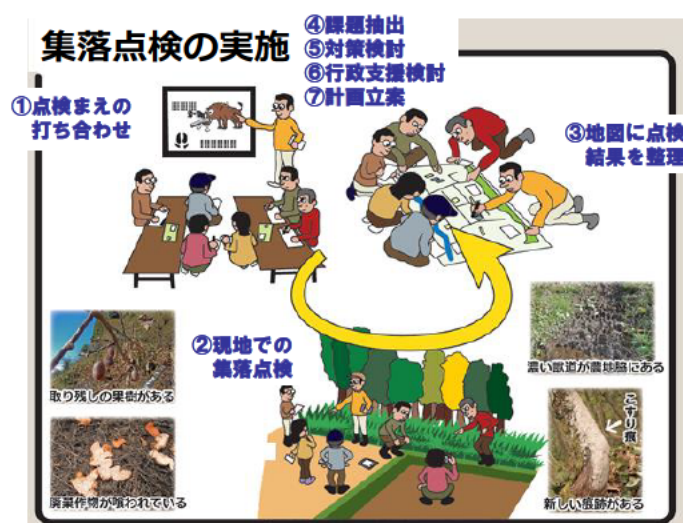 集落点検の実施
④課題抽出
⑤対策検討
⑥行政支援検討
⑦計画立案
①点検まえの
打ち合わせ
③地図に点検
結果を整理
②現地での
集落点検
取り残しの果樹がある
廃棄作物が喰われている
濃い獣道が農地脇にある
こすり痕
新しい痕跡がある